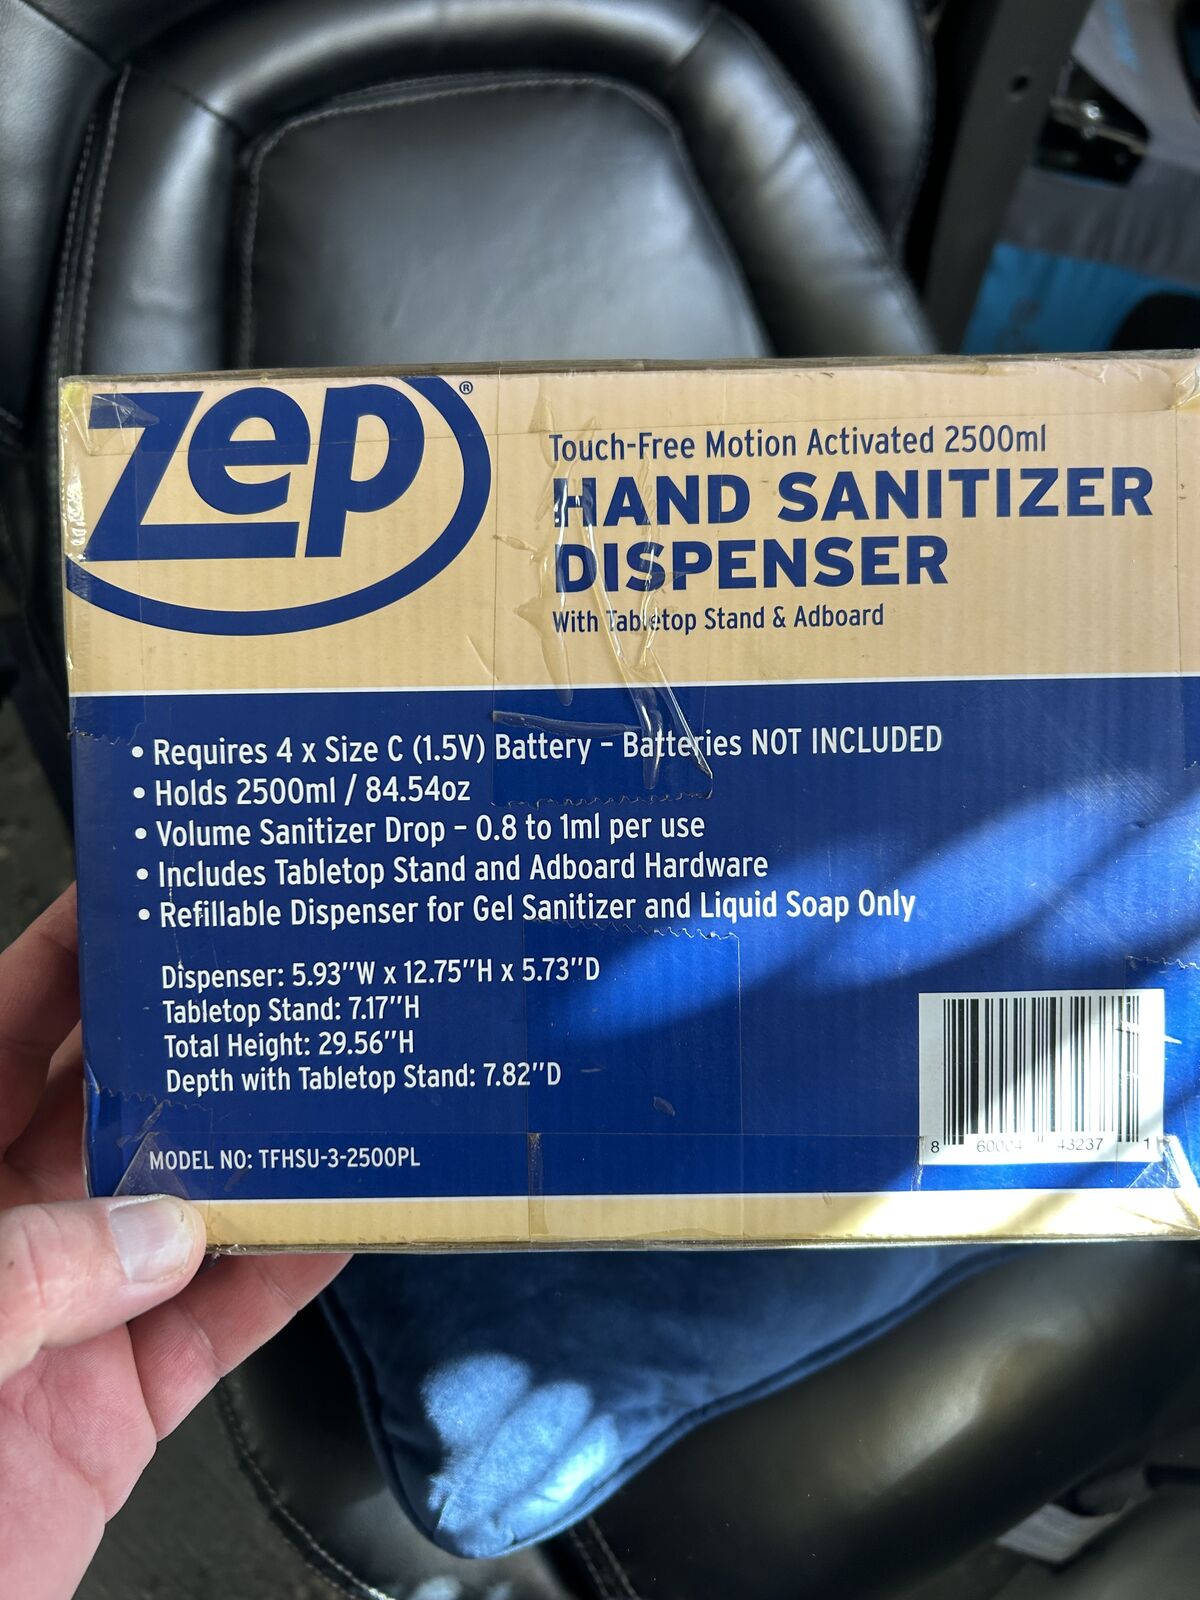 zep®
Touch-Free Motion Activated 2500ml
HAND SANITIZER
DISPENSER
With Tabletop Stand & Adboard
• Requires 4 x Size C (1.5V) Battery – Batteries NOT INCLUDED
• Holds 2500ml / 84.54oz
• Volume Sanitizer Drop – 0.8 to 1ml per use
• Includes Tabletop Stand and Adboard Hardware
• Refillable Dispenser for Gel Sanitizer and Liquid Soap Only
Dispenser: 5.93"W x 12.75"H x 5.73"D
Tabletop Stand: 7.17"H
Total Height: 29.56"H
Depth with Tabletop Stand: 7.82"D
MODEL NO: TFHSU-3-2500PL
8 60004 43237 1